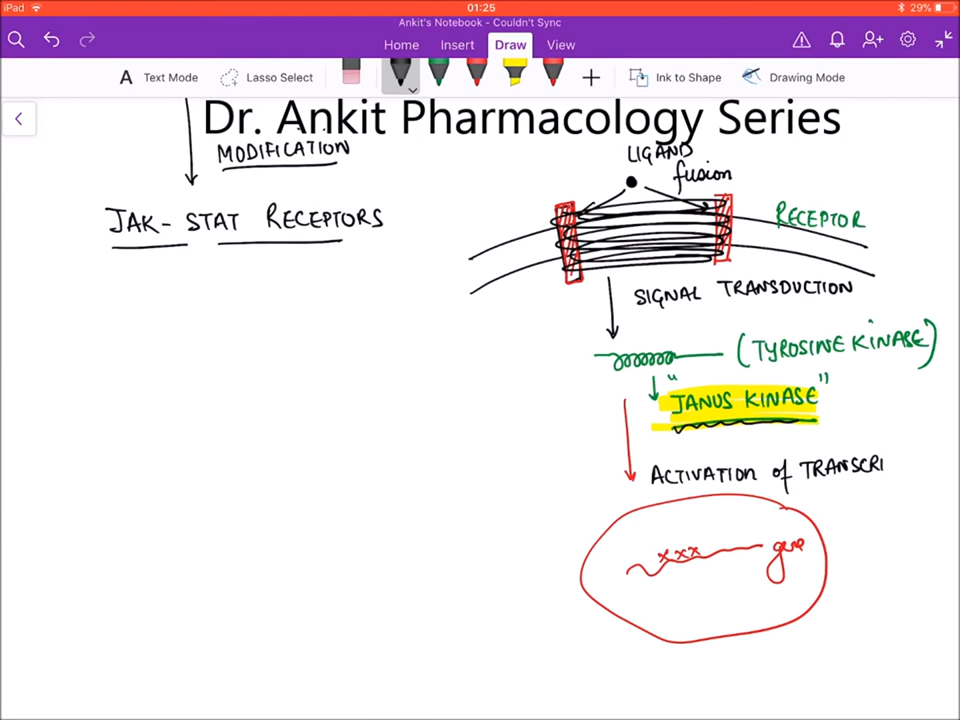 iPad 01:25 29%
Ankit's Notebook - Couldn't Sync
Home Insert Draw View
A Text Mode Lasso Select Ink to Shape Drawing Mode
Dr. Ankit Pharmacology Series
MODIFICATION
LIGAND
fusion
JAK- STAT RECEPTORS
RECEPTOR
SIGNAL TRANSDUCTION
(TYROSINE KINASE)
"JANUS KINASE"
ACTIVATION of TRANSCRI
xxx gene